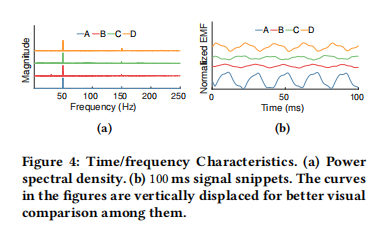 A B C D
Magnitude
50 100 150 200 250
Frequency (Hz)
(a)
A B C D
Normalized EMF
0 50 100
Time (ms)
(b)
Figure 4: Time/frequency Characteristics. (a) Power
spectral density. (b) 100 ms signal snippets. The curves
in the figures are vertically displaced for better visual
comparison among them.